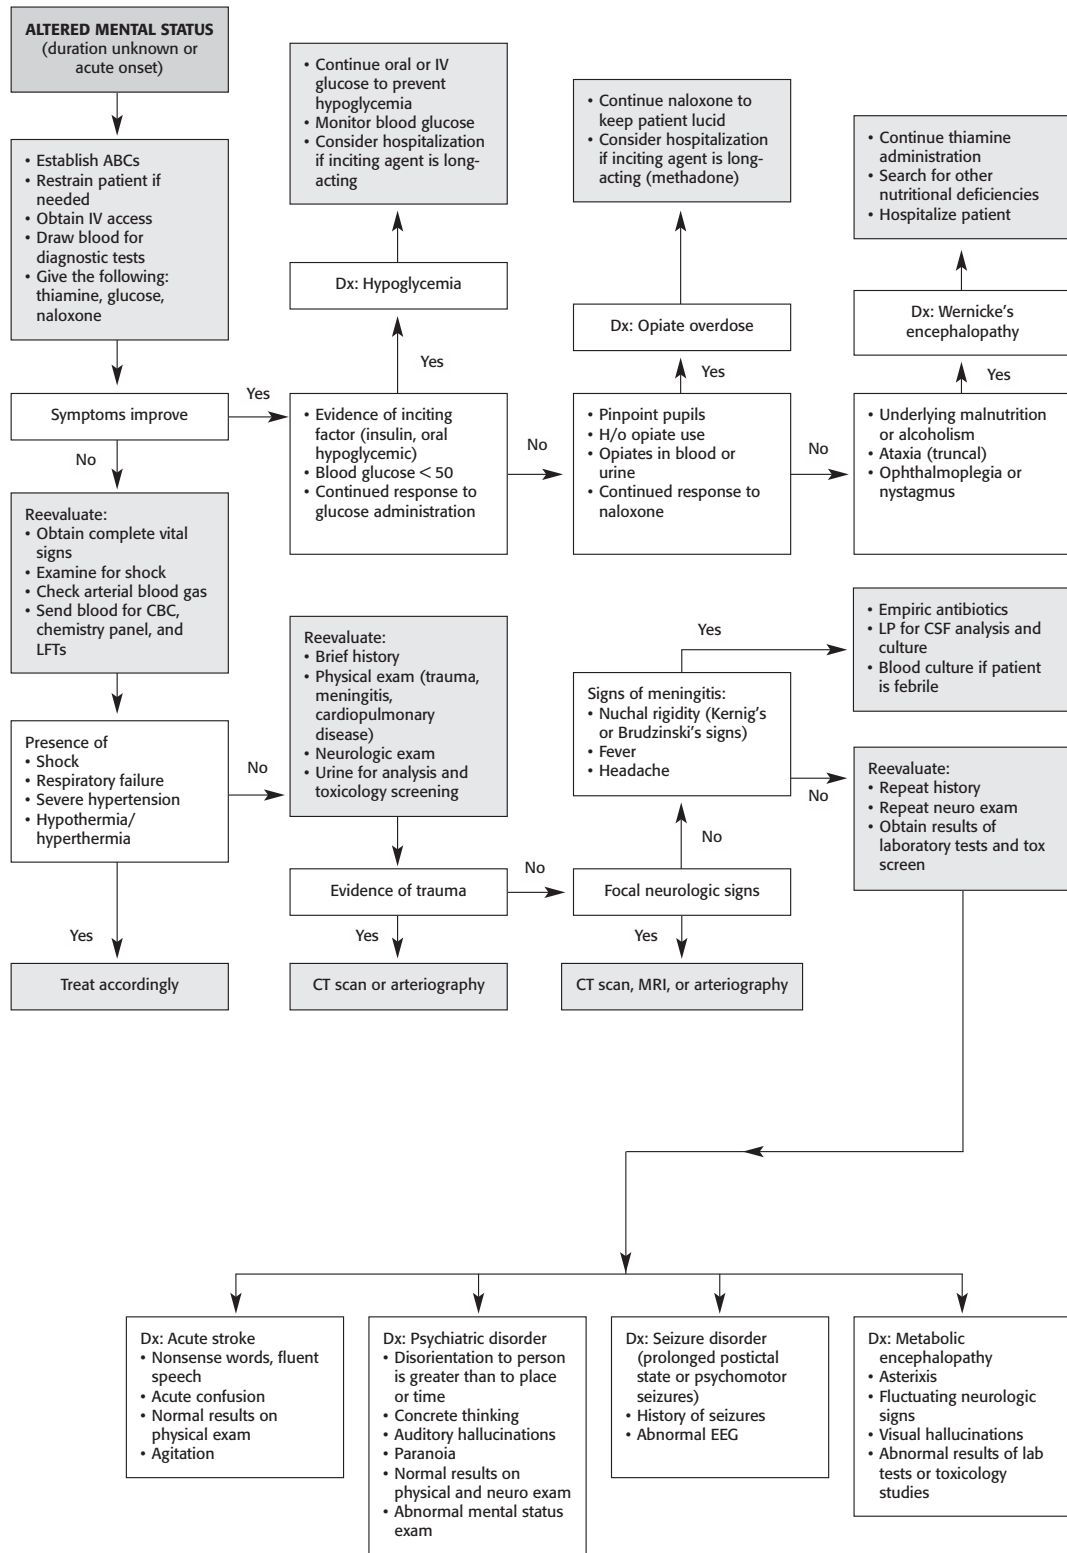 ALTERED MENTAL STATUS
(duration unknown or
acute onset)
• Establish ABCs
• Restrain patient if
needed
• Obtain IV access
• Draw blood for
diagnostic tests
• Give the following:
thiamine, glucose,
naloxone
Symptoms improve
Yes
No
• Continue oral or IV
glucose to prevent
hypoglycemia
• Monitor blood glucose
• Consider hospitalization
if inciting agent is long-
acting
Dx: Hypoglycemia
Yes
• Evidence of inciting
factor (insulin, oral
hypoglycemic)
• Blood glucose < 50
• Continued response to
glucose administration
No
• Continue naloxone to
keep patient lucid
• Consider hospitalization
if inciting agent is long-
acting (methadone)
Dx: Opiate overdose
Yes
• Pinpoint pupils
• H/o opiate use
• Opiates in blood or
urine
• Continued response to
naloxone
No
• Continue thiamine
administration
• Search for other
nutritional deficiencies
• Hospitalize patient
Dx: Wernicke's
encephalopathy
Yes
• Underlying malnutrition
or alcoholism
• Ataxia (truncal)
• Ophthalmoplegia or
nystagmus
Reevaluate:
• Obtain complete vital
signs
• Examine for shock
• Check arterial blood gas
• Send blood for CBC,
chemistry panel, and
LFTs
Presence of
• Shock
• Respiratory failure
• Severe hypertension
• Hypothermia/
hyperthermia
No
Yes
Treat accordingly
Reevaluate:
• Brief history
• Physical exam (trauma,
meningitis,
cardiopulmonary
disease)
• Neurologic exam
• Urine for analysis and
toxicology screening
Evidence of trauma
No
Yes
CT scan or arteriography
Focal neurologic signs
No
Yes
CT scan, MRI, or arteriography
Signs of meningitis:
• Nuchal rigidity (Kernig's
or Brudzinski's signs)
• Fever
• Headache
Yes
No
• Empiric antibiotics
• LP for CSF analysis and
culture
• Blood culture if patient
is febrile
Reevaluate:
• Repeat history
• Repeat neuro exam
• Obtain results of
laboratory tests and tox
screen
Dx: Acute stroke
• Nonsense words, fluent
speech
• Acute confusion
• Normal results on
physical exam
• Agitation
Dx: Psychiatric disorder
• Disorientation to person
is greater than to place
or time
• Concrete thinking
• Auditory hallucinations
• Paranoia
• Normal results on
physical and neuro exam
• Abnormal mental status
exam
Dx: Seizure disorder
(prolonged postictal
state or psychomotor
seizures)
• History of seizures
• Abnormal EEG
Dx: Metabolic
encephalopathy
• Asterixis
• Fluctuating neurologic
signs
• Visual hallucinations
• Abnormal results of lab
tests or toxicology
studies